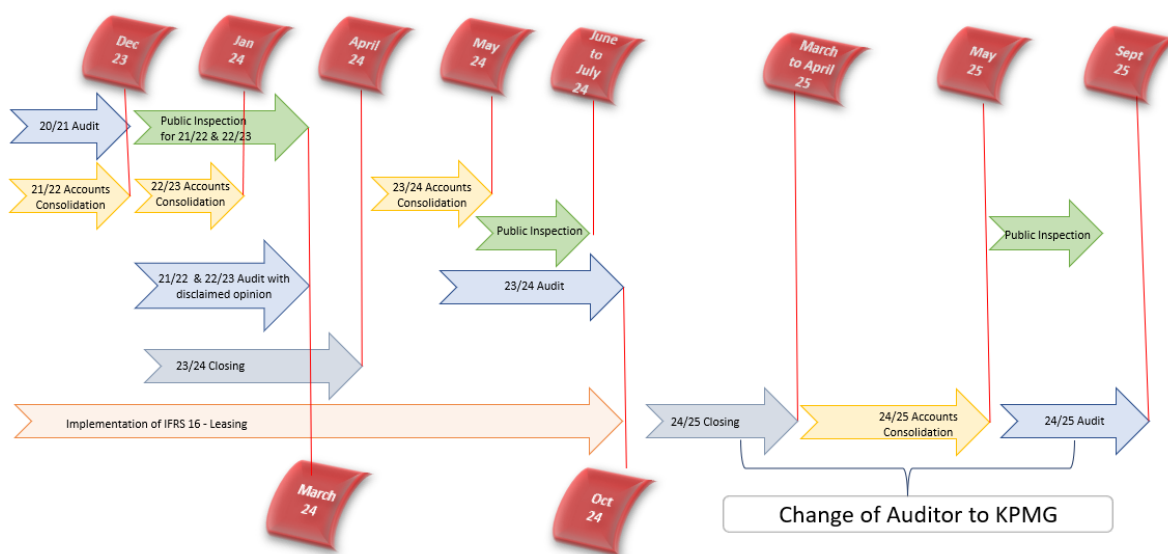 Dec
23
Jan
24
April
24
May
24
June
to
July
24
March
to April
25
May
25
Sept
25
20/21 Audit
Public Inspection
for 21/22 & 22/23
21/22 Accounts
Consolidation
22/23 Accounts
Consolidation
23/24 Accounts
Consolidation
Public Inspection
Public Inspection
21/22 & 22/23 Audit with
disclaimed opinion
23/24 Audit
23/24 Closing
Implementation of IFRS 16 - Leasing
24/25 Closing
24/25 Accounts
Consolidation
24/25 Audit
March
24
Oct
24
Change of Auditor to KPMG